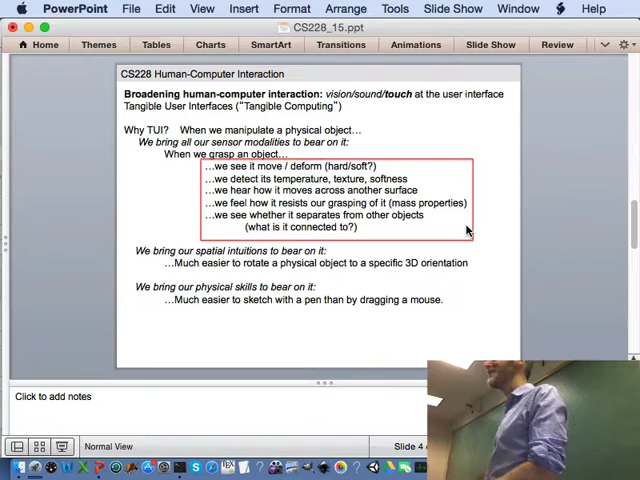 PowerPoint File Edit View Insert Format Arrange Tools Slide Show Window Help
CS228_15.ppt
Home Themes Tables Charts SmartArt Transitions Animations Slide Show Review
CS228 Human-Computer Interaction
Broadening human-computer interaction: vision/sound/touch at the user interface
Tangible User Interfaces ("Tangible Computing")
Why TUI? When we manipulate a physical object…
We bring all our sensor modalities to bear on it:
When we grasp an object…
…we see it move / deform (hard/soft?)
…we detect its temperature, texture, softness
…we hear how it moves across another surface
…we feel how it resists our grasping of it (mass properties)
…we see whether it separates from other objects
(what is it connected to?)
We bring our spatial intuitions to bear on it:
…Much easier to rotate a physical object to a specific 3D orientation
We bring our physical skills to bear on it:
…Much easier to sketch with a pen than by dragging a mouse.
Click to add notes
Normal View
Slide 4